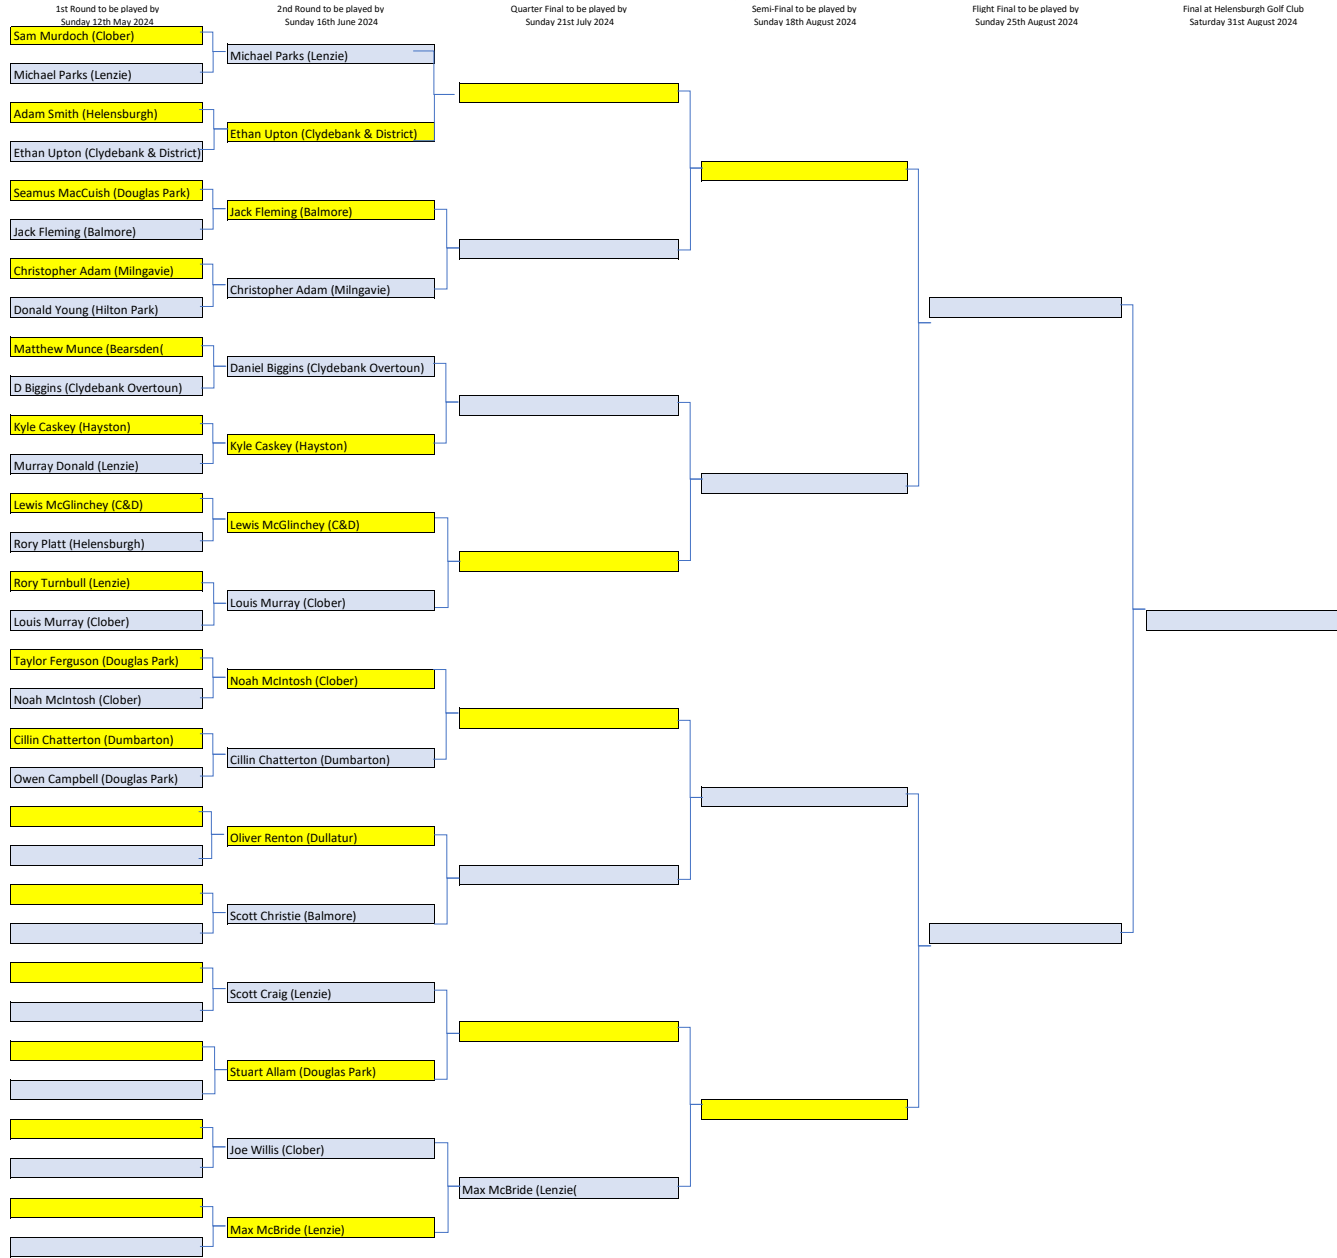 1st Round to be played by
Sunday 12th May 2024
2nd Round to be played by
Sunday 16th June 2024
Quarter Final to be played by
Sunday 21st July 2024
Semi-Final to be played by
Sunday 18th August 2024
Flight Final to be played by
Sunday 25th August 2024
Final at Helensburgh Golf Club
Saturday 31st August 2024
Sam Murdoch (Clober)
Michael Parks (Lenzie)
Adam Smith (Helensburgh)
Ethan Upton (Clydebank & District)
Seamus MacCuish (Douglas Park)
Jack Fleming (Balmore)
Christopher Adam (Milngavie)
Donald Young (Hilton Park)
Matthew Munce (Bearsden(
D Biggins (Clydebank Overtoun)
Kyle Caskey (Hayston)
Murray Donald (Lenzie)
Lewis McGlinchey (C&D)
Rory Platt (Helensburgh)
Rory Turnbull (Lenzie)
Louis Murray (Clober)
Taylor Ferguson (Douglas Park)
Noah McIntosh (Clober)
Cillin Chatterton (Dumbarton)
Owen Campbell (Douglas Park)
Michael Parks (Lenzie)
Ethan Upton (Clydebank & District)
Jack Fleming (Balmore)
Christopher Adam (Milngavie)
Daniel Biggins (Clydebank Overtoun)
Kyle Caskey (Hayston)
Lewis McGlinchey (C&D)
Louis Murray (Clober)
Noah McIntosh (Clober)
Cillin Chatterton (Dumbarton)
Oliver Renton (Dullatur)
Scott Christie (Balmore)
Scott Craig (Lenzie)
Stuart Allam (Douglas Park)
Joe Willis (Clober)
Max McBride (Lenzie)
Max McBride (Lenzie(